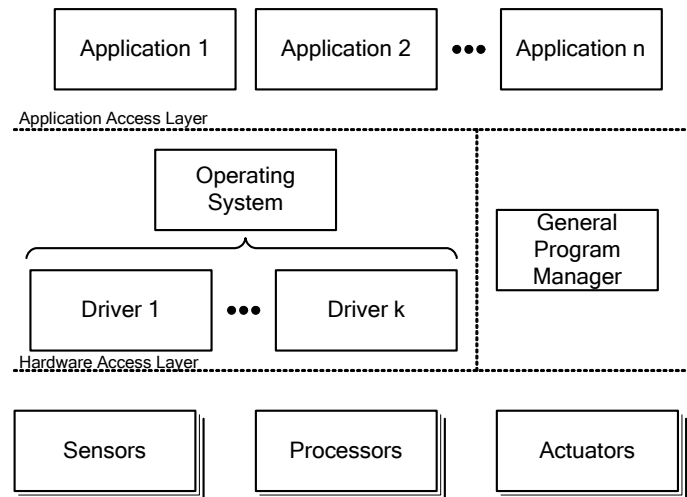 Application 1
Application 2
Application n
Application Access Layer
Operating
System
General
Program
Manager
Driver 1
Driver k
Hardware Access Layer
Sensors
Processors
Actuators